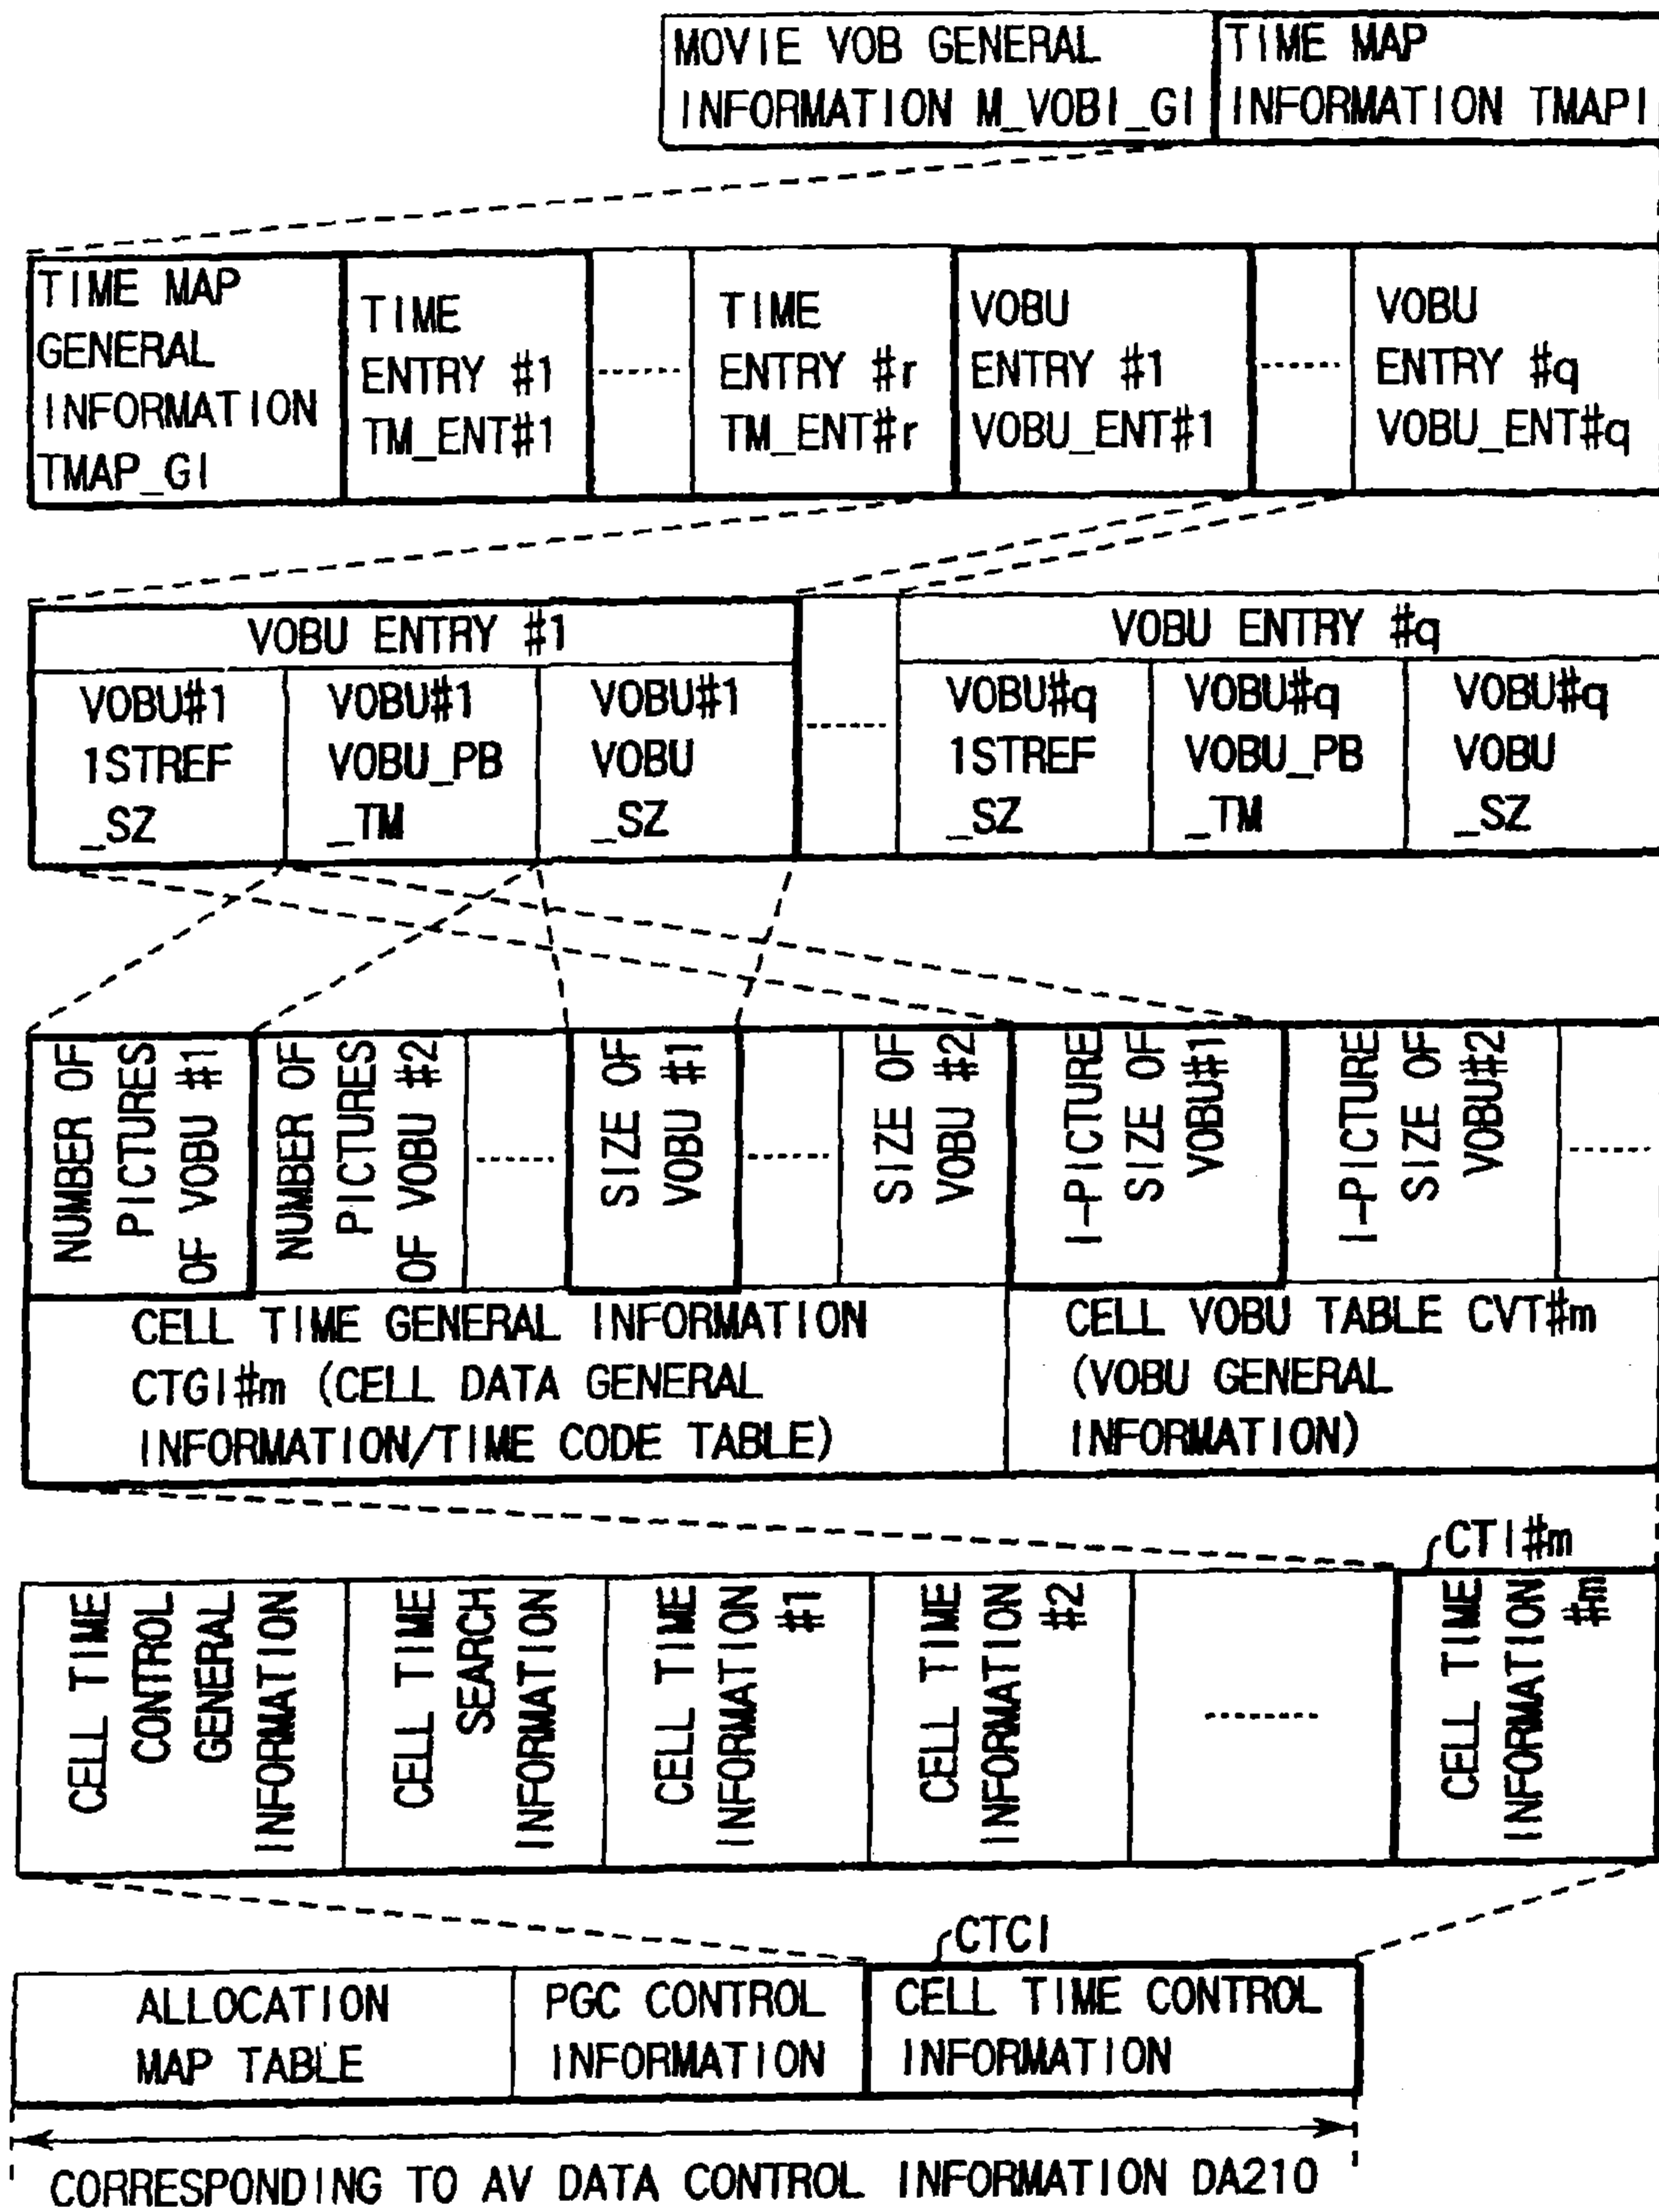 MOVIE VOB GENERAL
INFORMATION M_VOBI_GI
TIME MAP
INFORMATION TMAPI
TIME MAP
GENERAL
INFORMATION
TMAP_GI
TIME
ENTRY #1
TM_ENT#1
TIME
ENTRY #r
TM_ENT#r
VOBU
ENTRY #1
VOBU_ENT#1
VOBU
ENTRY #q
VOBU_ENT#q
VOBU ENTRY #1
VOBU#1
1STREF
_SZ
VOBU#1
VOBU_PB
_TM
VOBU#1
VOBU
_SZ
VOBU ENTRY #q
VOBU#q
1STREF
_SZ
VOBU#q
VOBU_PB
_TM
VOBU#q
VOBU
_SZ
NUMBER OF
PICTURES
OF VOBU #1
NUMBER OF
PICTURES
OF VOBU #2
SIZE OF
VOBU #1
SIZE OF
VOBU #2
I-PICTURE
SIZE OF
VOBU#1
I-PICTURE
SIZE OF
VOBU#2
CELL TIME GENERAL INFORMATION
CTGI#m (CELL DATA GENERAL
INFORMATION/TIME CODE TABLE)
CELL VOBU TABLE CVT#m
(VOBU GENERAL
INFORMATION)
CTI#m
CELL TIME
CONTROL
GENERAL
INFORMATION
CELL TIME
SEARCH
INFORMATION
CELL TIME
INFORMATION
#1
CELL TIME
INFORMATION
#2
CELL TIME
INFORMATION
#m
CTCI
ALLOCATION
MAP TABLE
PGC CONTROL
INFORMATION
CELL TIME CONTROL
INFORMATION
CORRESPONDING TO AV DATA CONTROL INFORMATION DA210